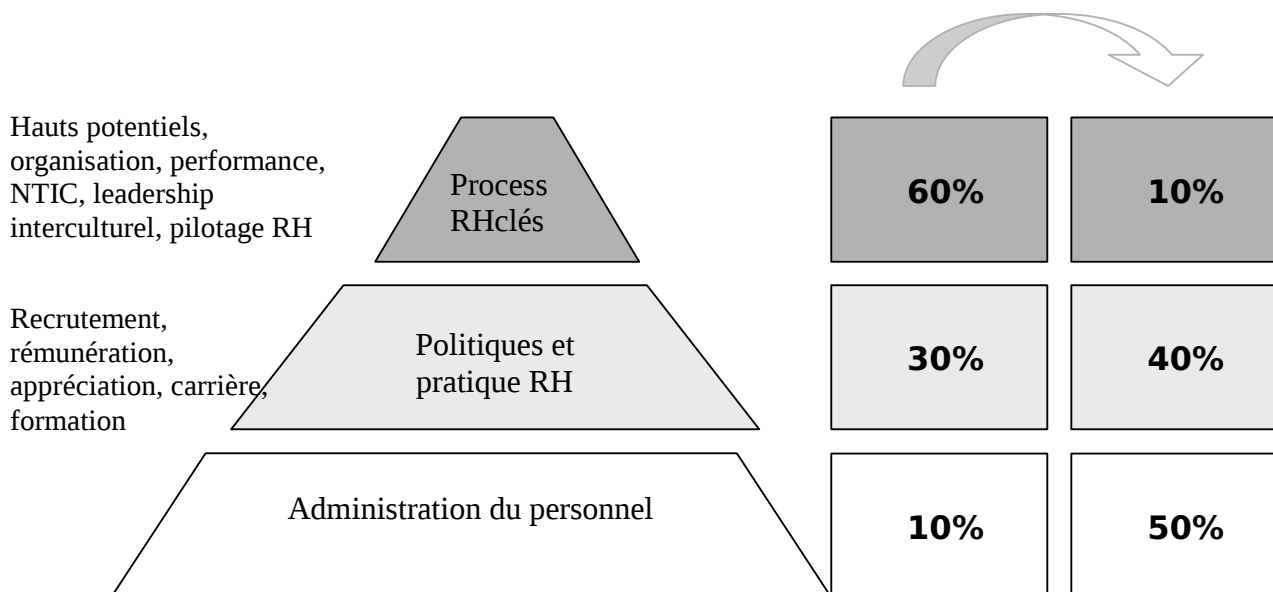 Hauts potentiels,
organisation, performance,
NTIC, leadership
interculturel, pilotage RH
Process
RHclés
60%
10%
Recrutement,
rémunération,
appréciation, carrière,
formation
Politiques et
pratique RH
30%
40%
Administration du personnel
10%
50%